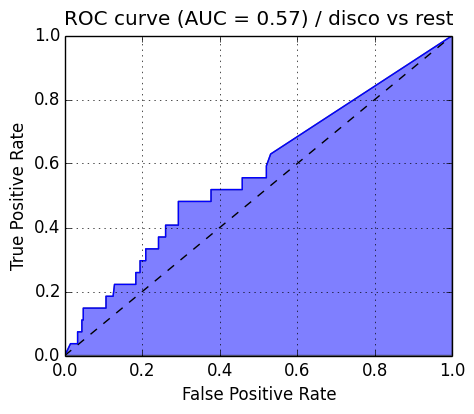 ROC curve (AUC = 0.57) / disco vs rest
1.0
0.8
0.6
0.4
0.2
0.0
True Positive Rate
0.0 0.2 0.4 0.6 0.8 1.0
False Positive Rate